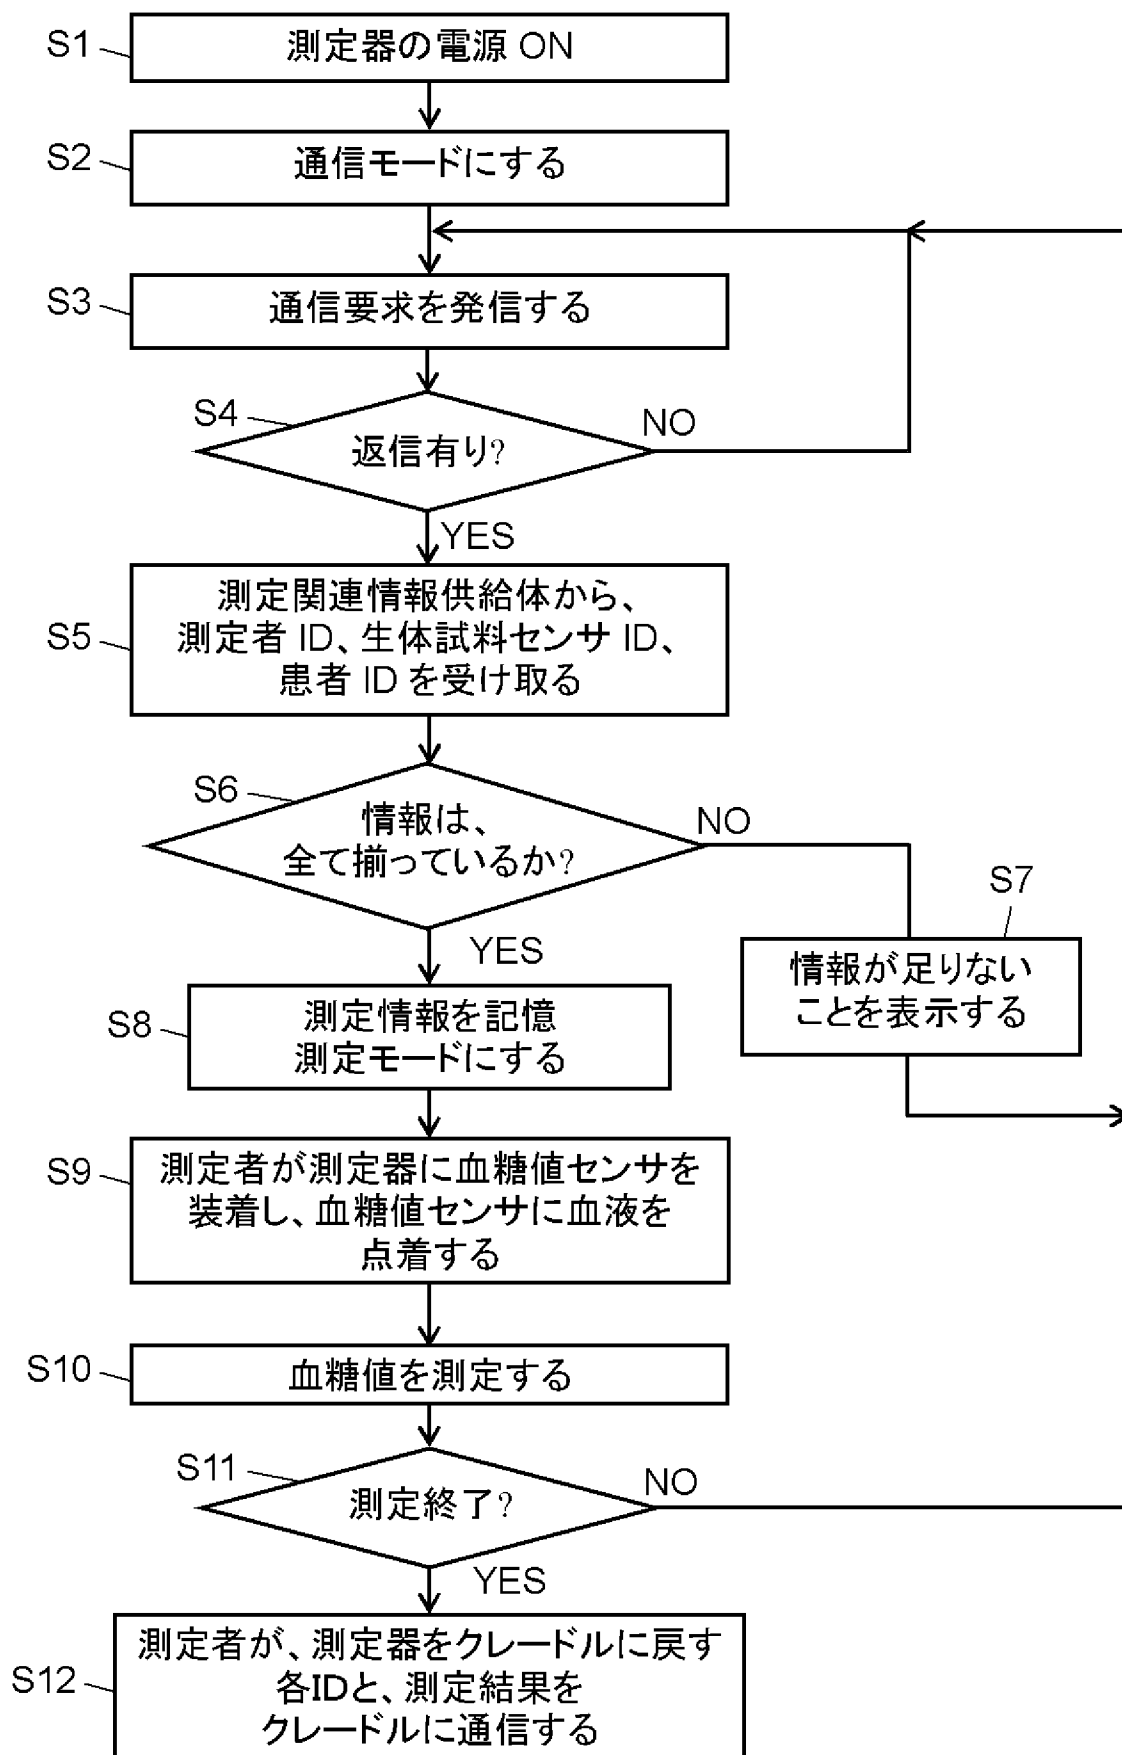 S1
測定器の電源 ON
S2
通信モードにする
S3
通信要求を発信する
S4
返信有り?
NO
YES
S5
測定関連情報供給体から、
測定者 ID、生体試料センサ ID、
患者 ID を受け取る
S6
情報は、
全て揃っているか?
NO
YES
S7
情報が足りない
ことを表示する
S8
測定情報を記憶
測定モードにする
S9
測定者が測定器に血糖値センサを
装着し、血糖値センサに血液を
点着する
S10
血糖値を測定する
S11
測定終了?
NO
YES
S12
測定者が、測定器をクレードルに戻す
各IDと、測定結果を
クレードルに通信する